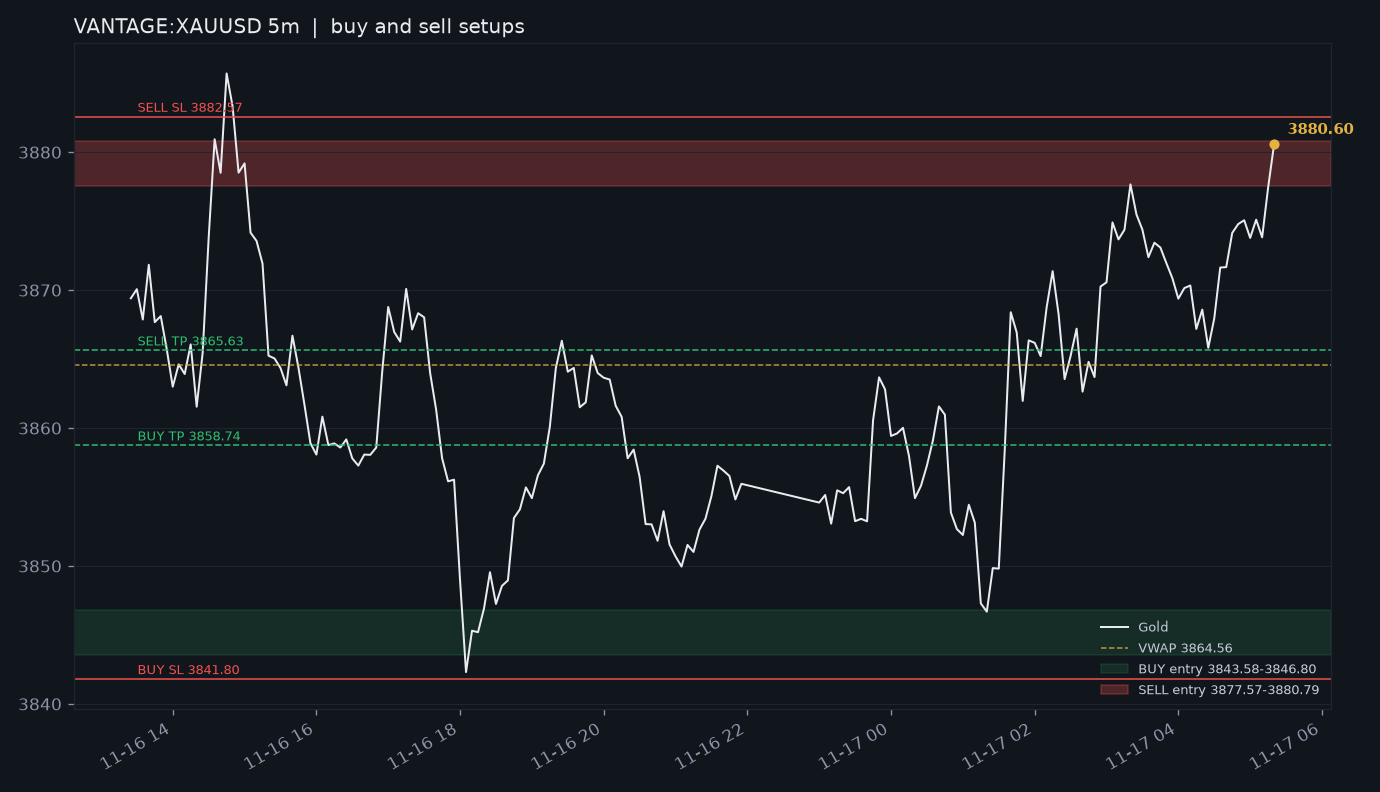 VANTAGE:XAUUSD 5m | buy and sell setups
SELL SL 3882.57
3880.60
3880
3870
SELL TP 3865.63
3860
BUY TP 3858.74
3850
Gold
VWAP 3864.56
BUY entry 3843.58-3846.80
SELL entry 3877.57-3880.79
BUY SL 3841.80
3840
11-16 14
11-16 16
11-16 18
11-16 20
11-16 22
11-17 00
11-17 02
11-17 04
11-17 06